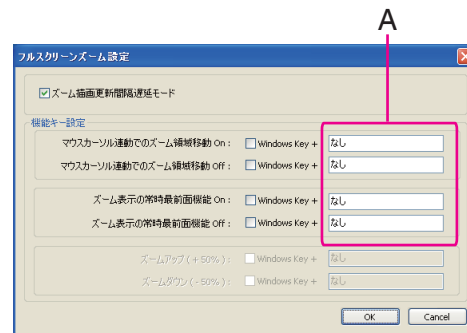 A
フルスクリーンズーム設定
ズーム描画更新間隔遅延モード
機能キー設定
マウスカーソル連動でのズーム領域移動 On : Windows Key + なし
マウスカーソル連動でのズーム領域移動 Off : Windows Key + なし
ズーム表示の常時最前面機能 On : Windows Key + なし
ズーム表示の常時最前面機能 Off : Windows Key + なし
ズームアップ ( + 50% ) : Windows Key + なし
ズームダウン ( - 50% ) : Windows Key + なし
OK Cancel